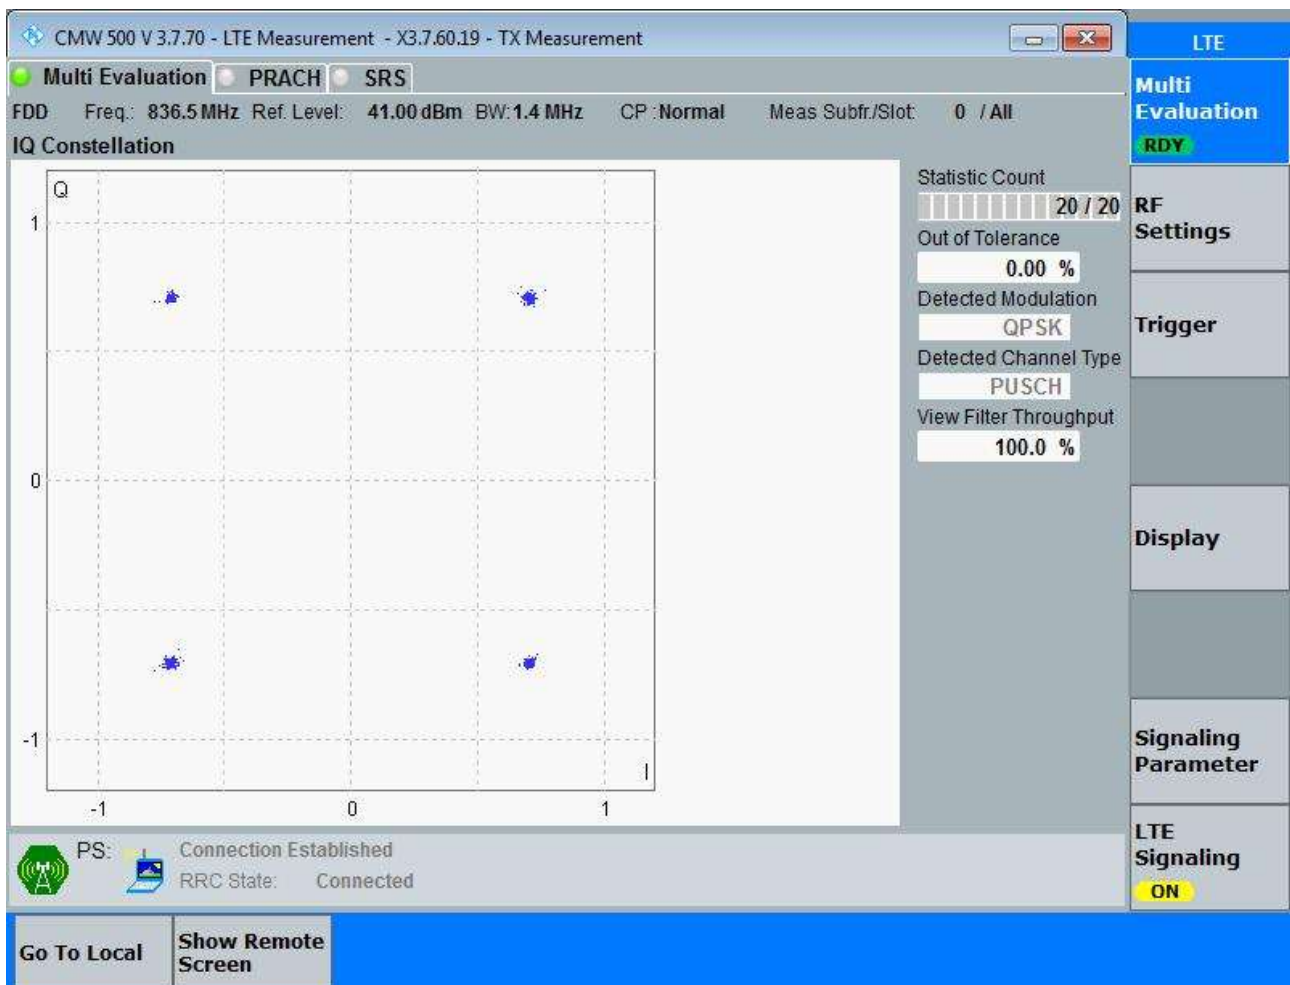 CMW 500 V 3.7.70 - LTE Measurement - X3.7.60.19 - TX Measurement
LTE
Multi Evaluation PRACH SRS
FDD Freq.: 836.5 MHz Ref. Level: 41.00 dBm BW: 1.4 MHz CP : Normal Meas Subfr./Slot: 0 / All
IQ Constellation
Q
1
0
-1
I
-1 0 1
Statistic Count
20 / 20
Out of Tolerance
0.00 %
Detected Modulation
QPSK
Detected Channel Type
PUSCH
View Filter Throughput
100.0 %
Multi
Evaluation
RDY
RF
Settings
Trigger
Display
Signaling
Parameter
LTE
Signaling
ON
PS: Connection Established
RRC State: Connected
Go To Local
Show Remote
Screen